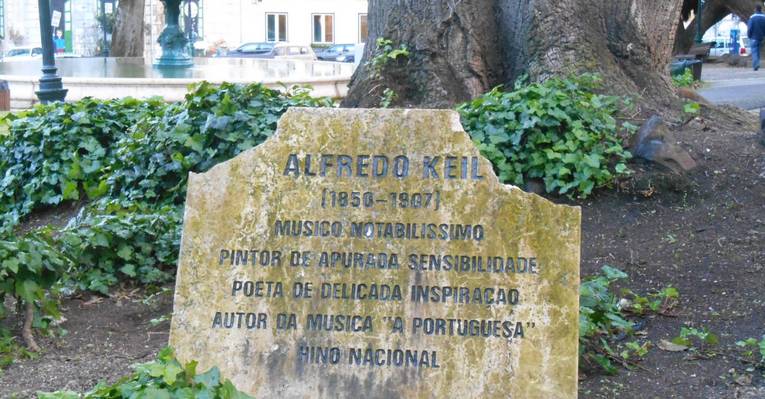 ALFREDO KEIL
(1850-1907)
MUSICO NOTABILISSIMO
PINTOR DE APURADA SENSIBILIDADE
POETA DE DELICADA INSPIRAÇAO
AUTOR DA MUSICA "A PORTUGUESA"
HINO NACIONAL